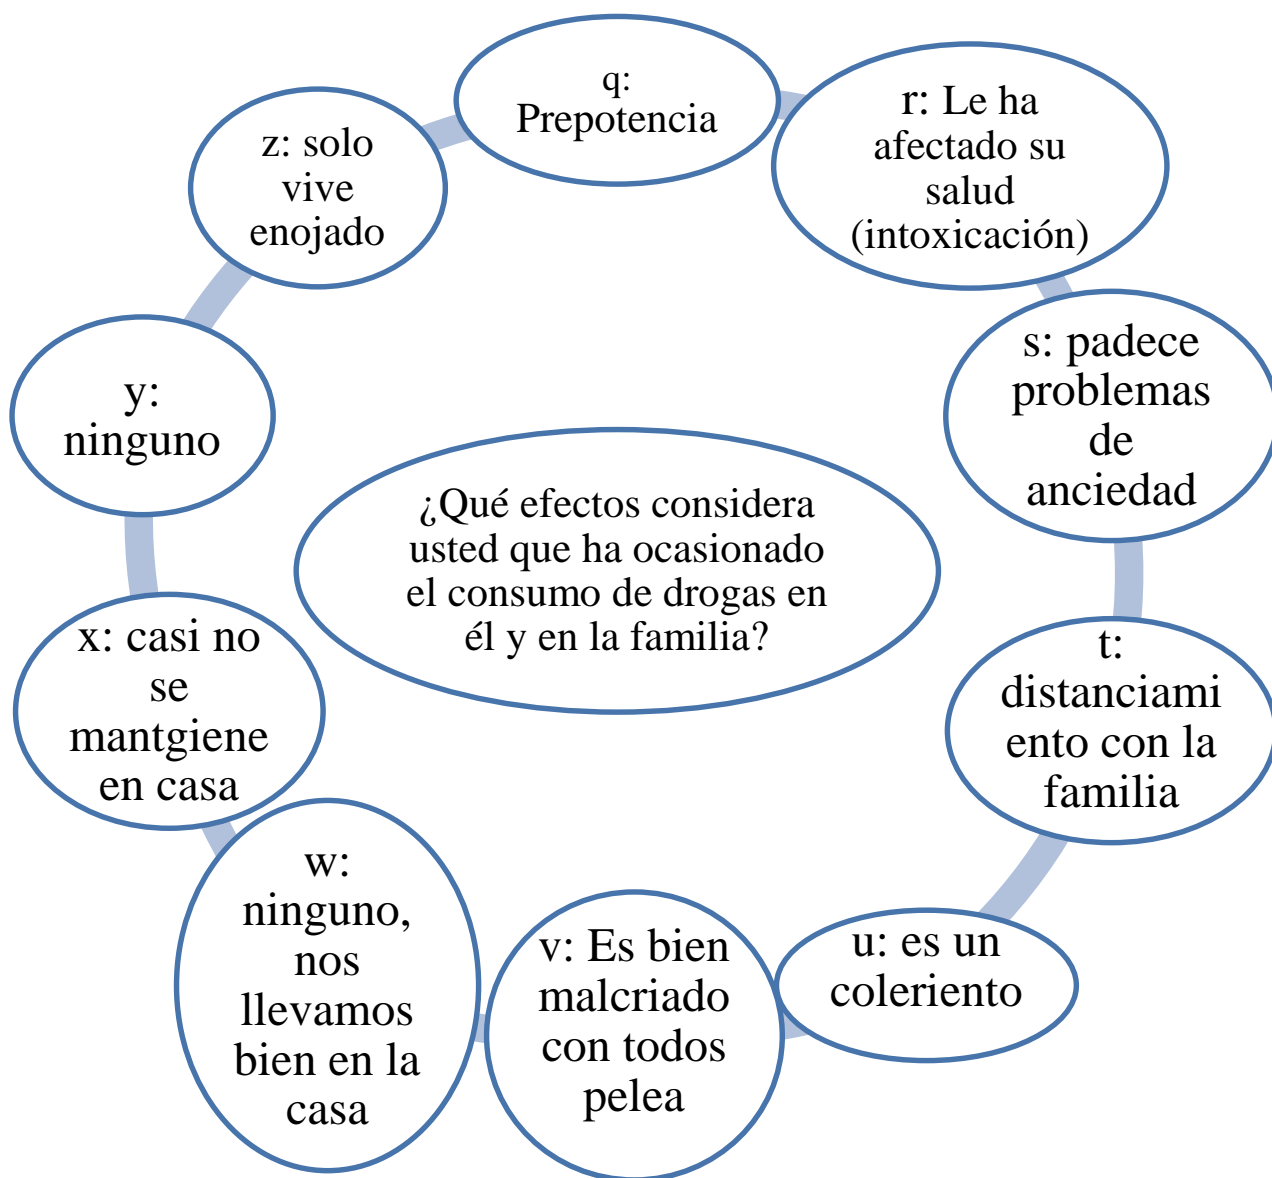 q:
Prepotencia
r: Le ha
afectado su
salud
(intoxicación)
s: padece
problemas
de
anciedad
t:
distanciami
ento con la
familia
u: es un
coleriento
v: Es bien
malcriado
con todos
pelea
w:
ninguno,
nos
llevamos
bien en la
casa
x: casi no
se
mantgiene
en casa
y:
ninguno
z: solo
vive
enojado
¿Qué efectos considera
usted que ha ocasionado
el consumo de drogas en
él y en la familia?